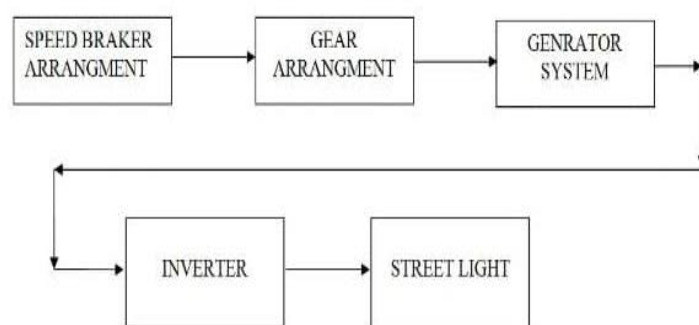 SPEED BRAKER
ARRANGMENT
GEAR
ARRANGMENT
GENRATOR
SYSTEM
INVERTER
STREET LIGHT